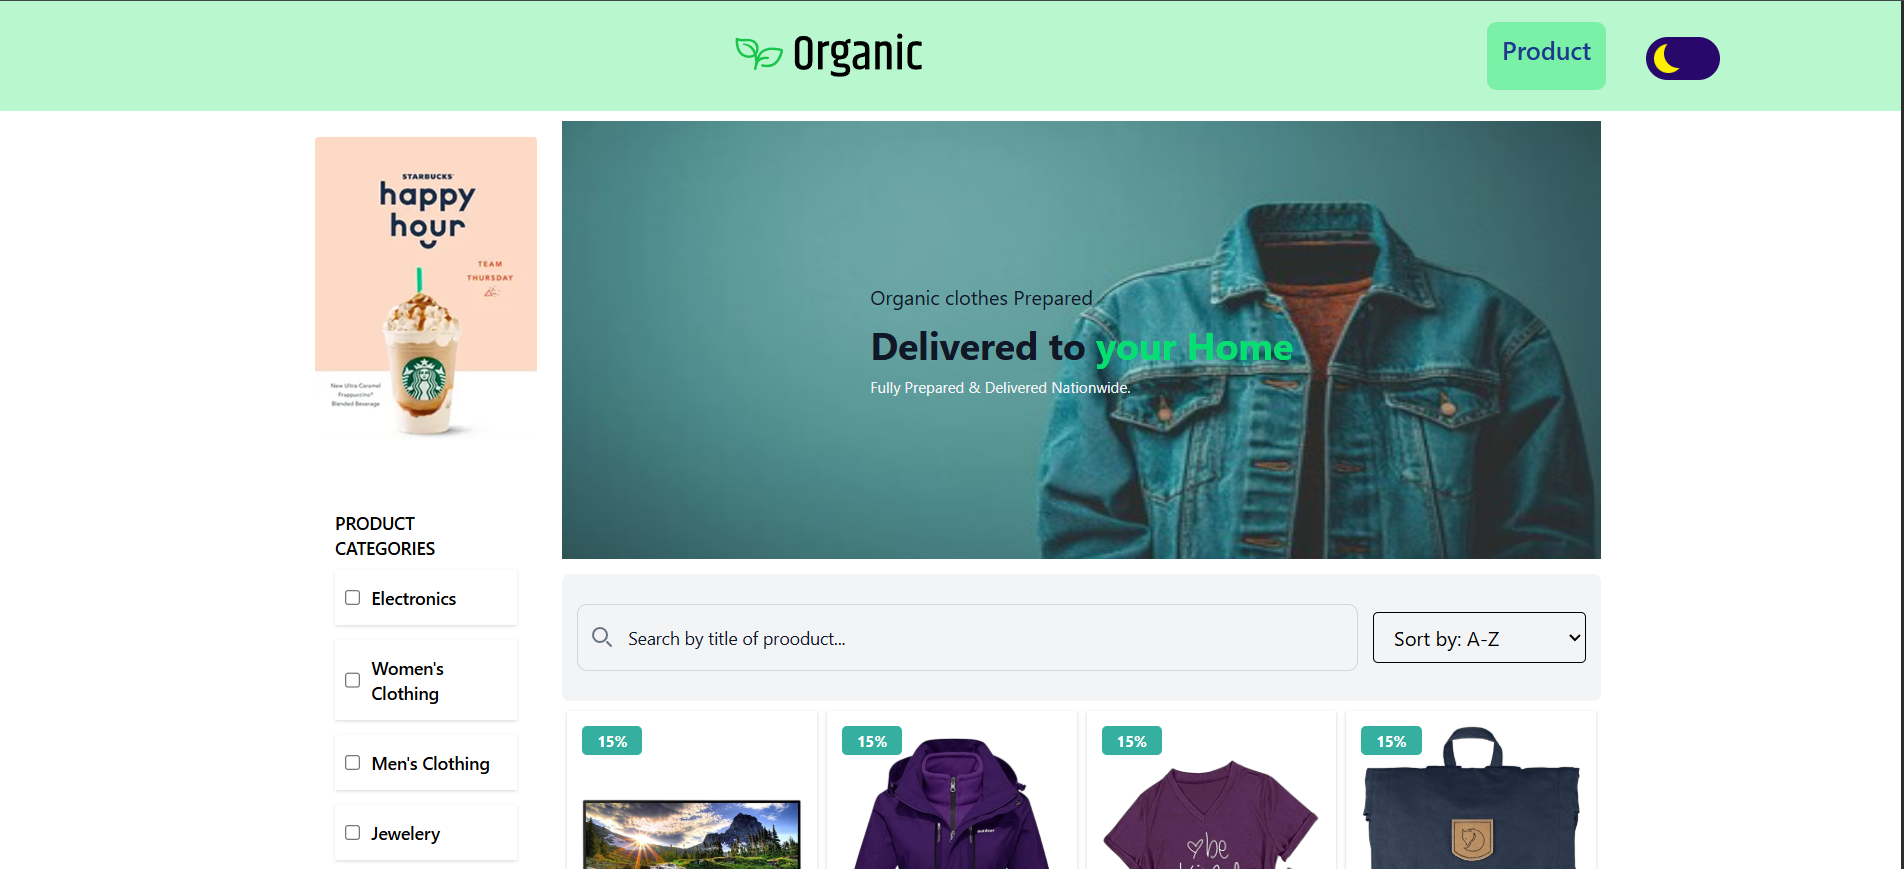 Organic
Product
STARBUCKS
happy
hour
TEAM
THURSDAY
New Ultra Caramel
Frappuccino®
Blended Beverage
Organic clothes Prepared
Delivered to your Home
Fully Prepared & Delivered Nationwide.
PRODUCT
CATEGORIES
Electronics
Women's
Clothing
Men's Clothing
Jewelery
Search by title of prooduct...
Sort by: A-Z
15%
15%
15%
15%
outdoor
be